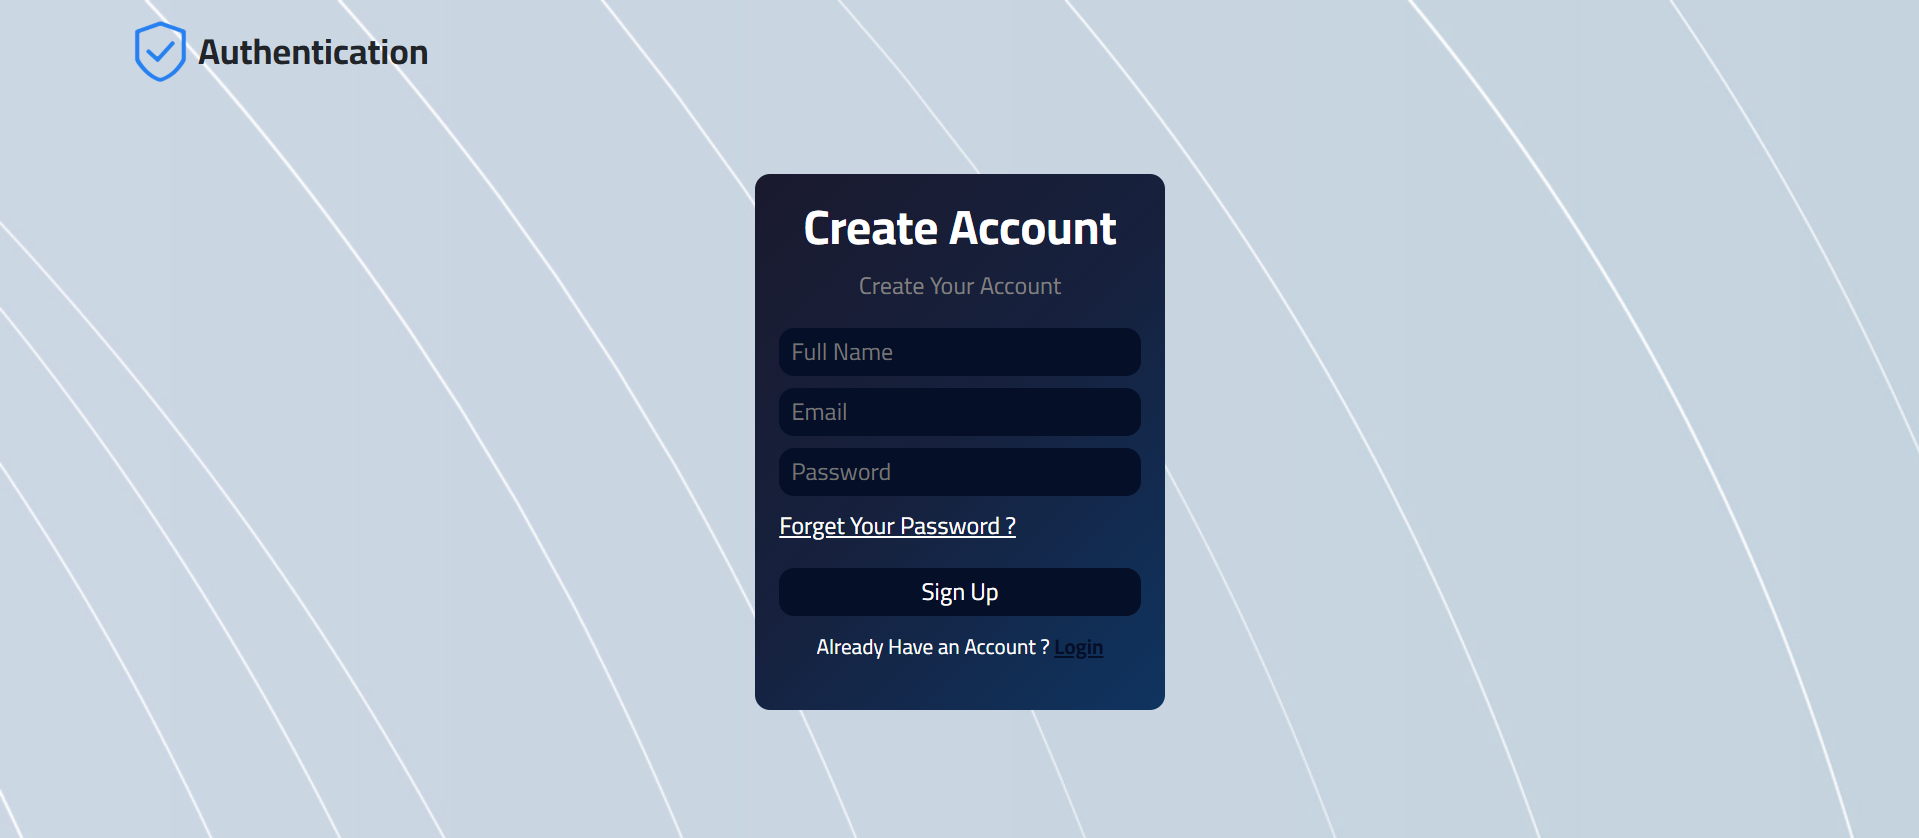 Authentication
Create Account
Create Your Account
Full Name
Email
Password
Forget Your Password ?
Sign Up
Already Have an Account ? Login